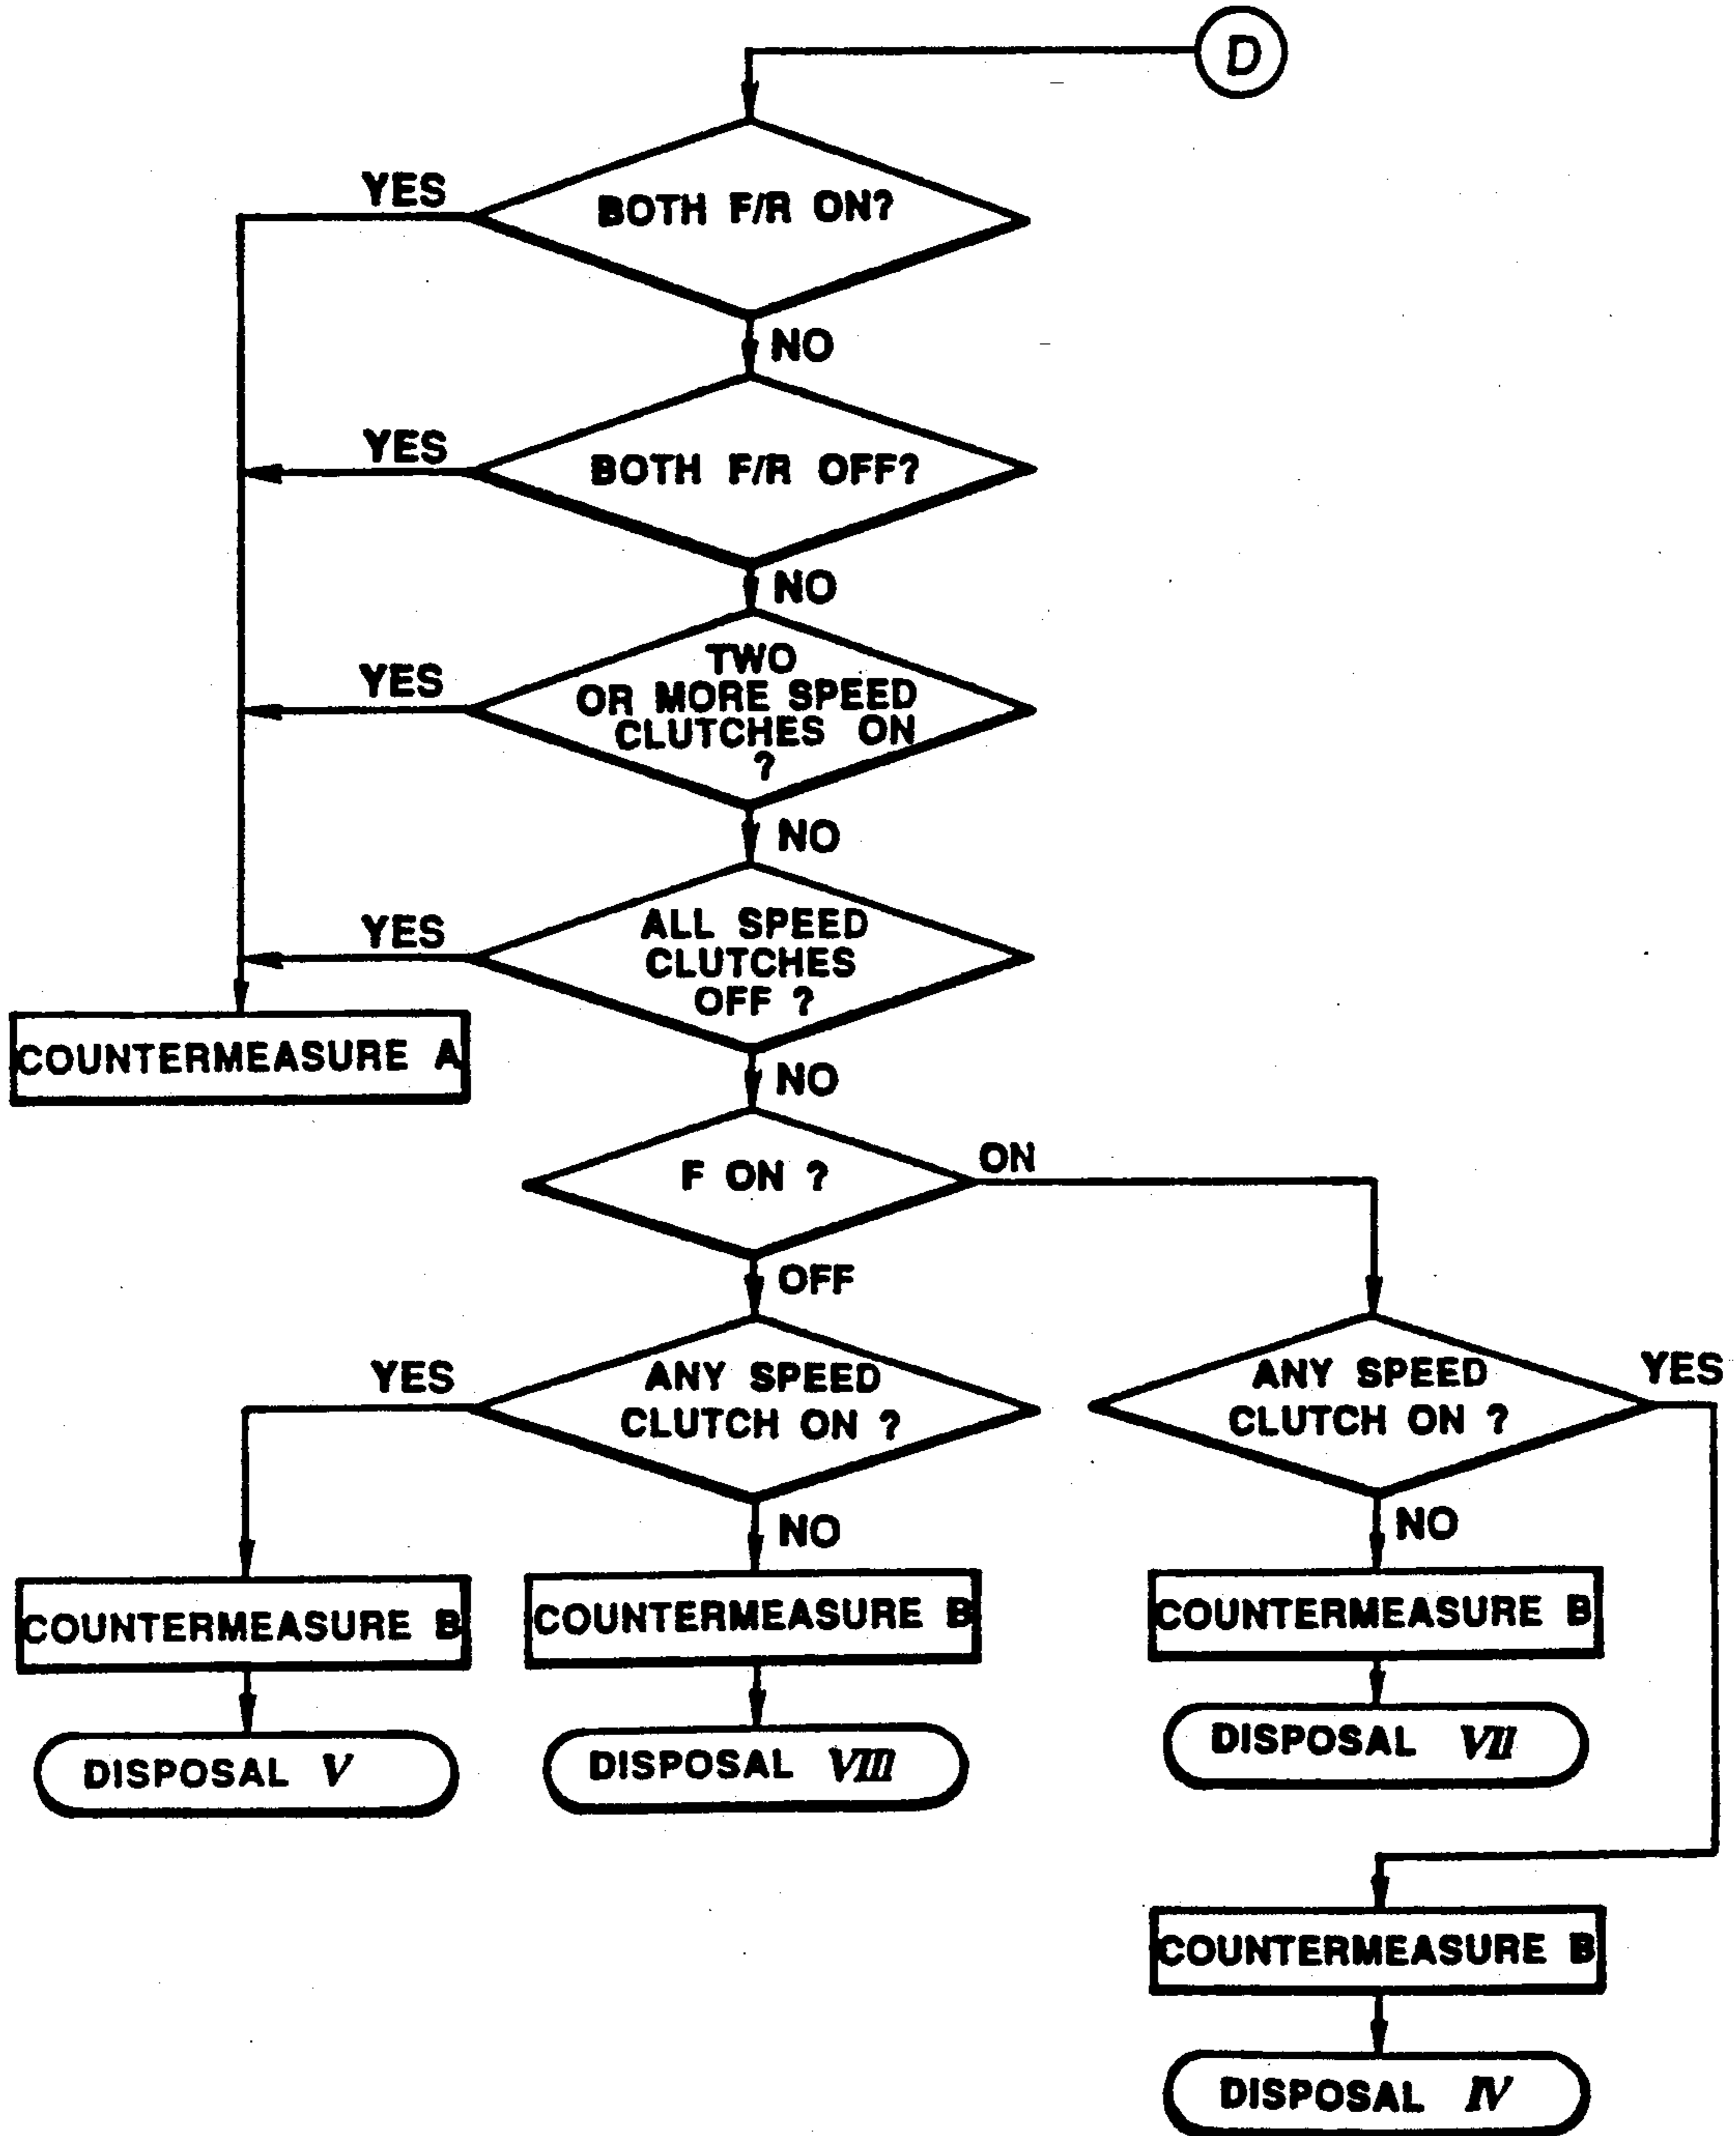 D
YES
BOTH F/R ON?
NO
YES
BOTH F/R OFF?
NO
YES
TWO
OR MORE SPEED
CLUTCHES ON
?
NO
YES
ALL SPEED
CLUTCHES
OFF ?
COUNTERMEASURE A
NO
F ON ?
ON
OFF
YES
ANY SPEED
CLUTCH ON ?
ANY SPEED
CLUTCH ON ?
YES
NO
NO
COUNTERMEASURE B
COUNTERMEASURE B
COUNTERMEASURE B
DISPOSAL V
DISPOSAL VIII
DISPOSAL VII
COUNTERMEASURE B
DISPOSAL IV